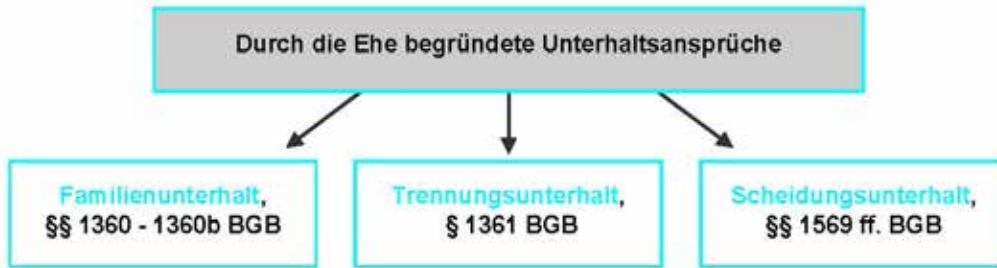 Durch die Ehe begründete Unterhaltsansprüche
Familienunterhalt,
§§ 1360 - 1360b BGB
Trennungsunterhalt,
§ 1361 BGB
Scheidungsunterhalt,
§§ 1569 ff. BGB